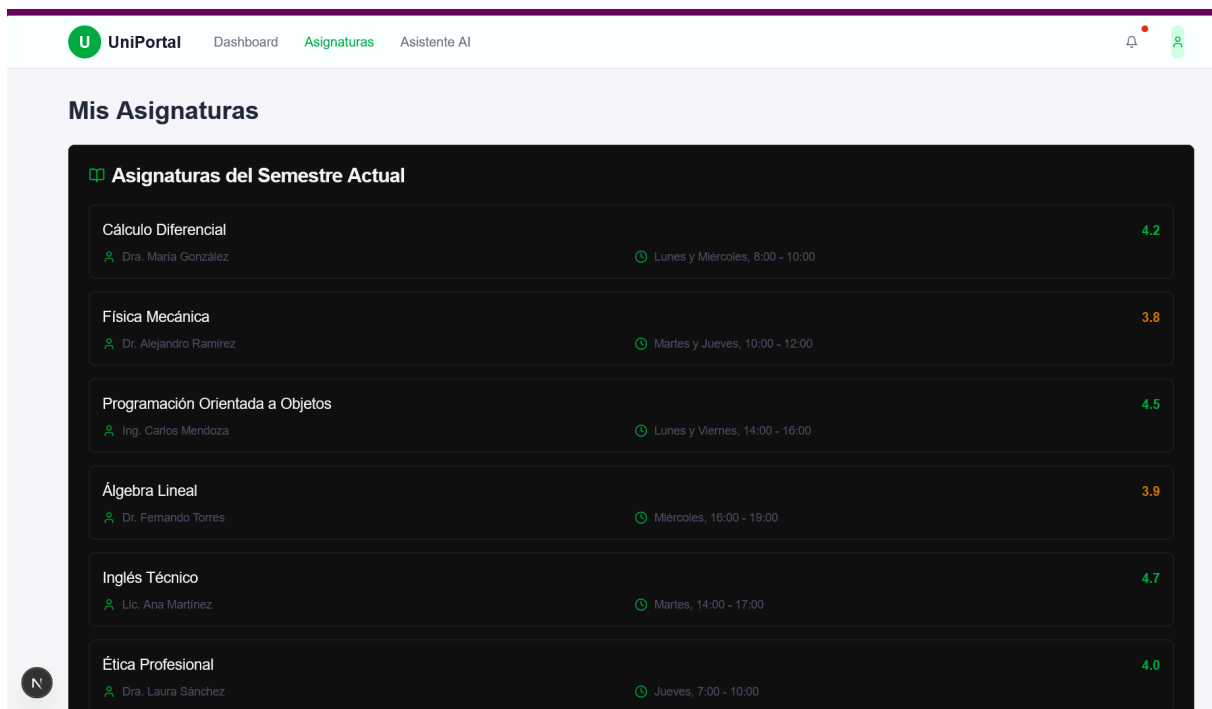 U UniPortal Dashboard Asignaturas Asistente AI
Mis Asignaturas
Asignaturas del Semestre Actual
Cálculo Diferencial 4.2
Dra. María González Lunes y Miércoles, 8:00 - 10:00
Física Mecánica 3.8
Dr. Alejandro Ramírez Martes y Jueves, 10:00 - 12:00
Programación Orientada a Objetos 4.5
Ing. Carlos Mendoza Lunes y Viernes, 14:00 - 16:00
Álgebra Lineal 3.9
Dr. Fernando Torres Miércoles, 16:00 - 19:00
Inglés Técnico 4.7
Lic. Ana Martínez Martes, 14:00 - 17:00
Ética Profesional 4.0
N
Dra. Laura Sánchez Jueves, 7:00 - 10:00